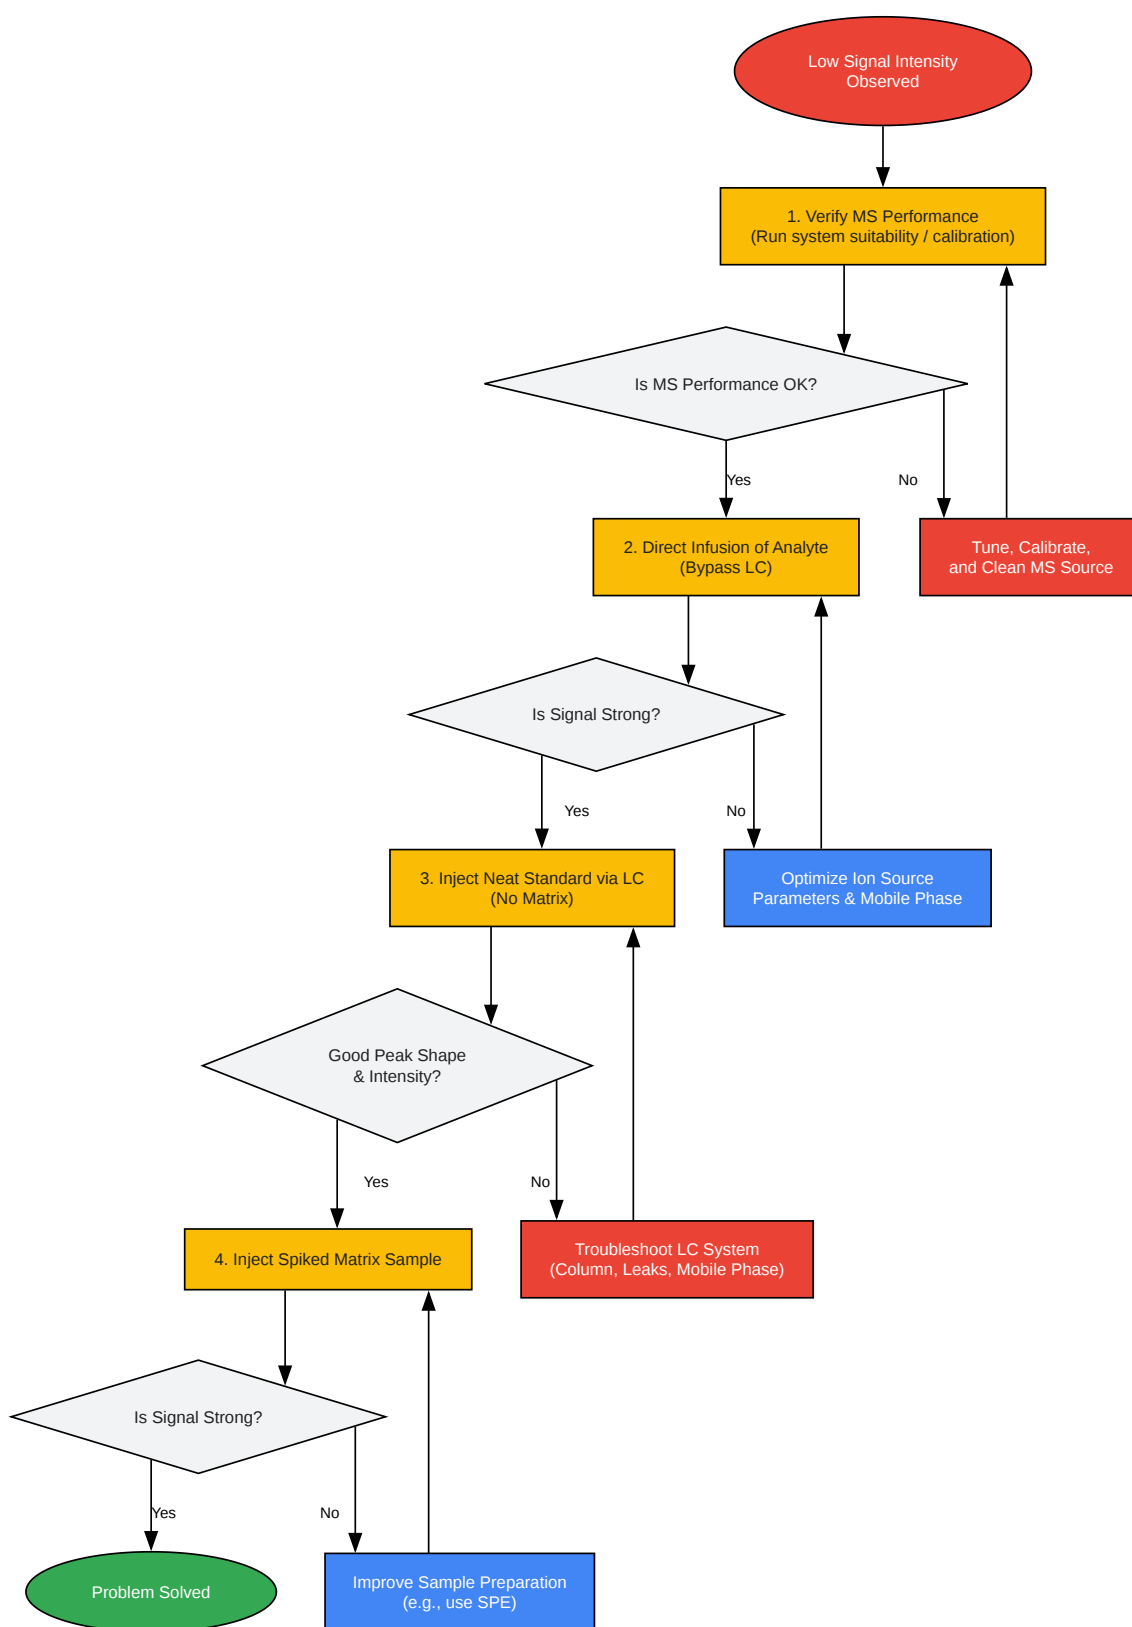 Low Signal Intensity
Observed
1. Verify MS Performance
(Run system suitability / calibration)
Is MS Performance OK?
Yes
No
2. Direct Infusion of Analyte
(Bypass LC)
Tune, Calibrate,
and Clean MS Source
Is Signal Strong?
Yes
No
3. Inject Neat Standard via LC
(No Matrix)
Optimize Ion Source
Parameters & Mobile Phase
Good Peak Shape
& Intensity?
Yes
No
4. Inject Spiked Matrix Sample
Troubleshoot LC System
(Column, Leaks, Mobile Phase)
Is Signal Strong?
Yes
No
Problem Solved
Improve Sample Preparation
(e.g., use SPE)